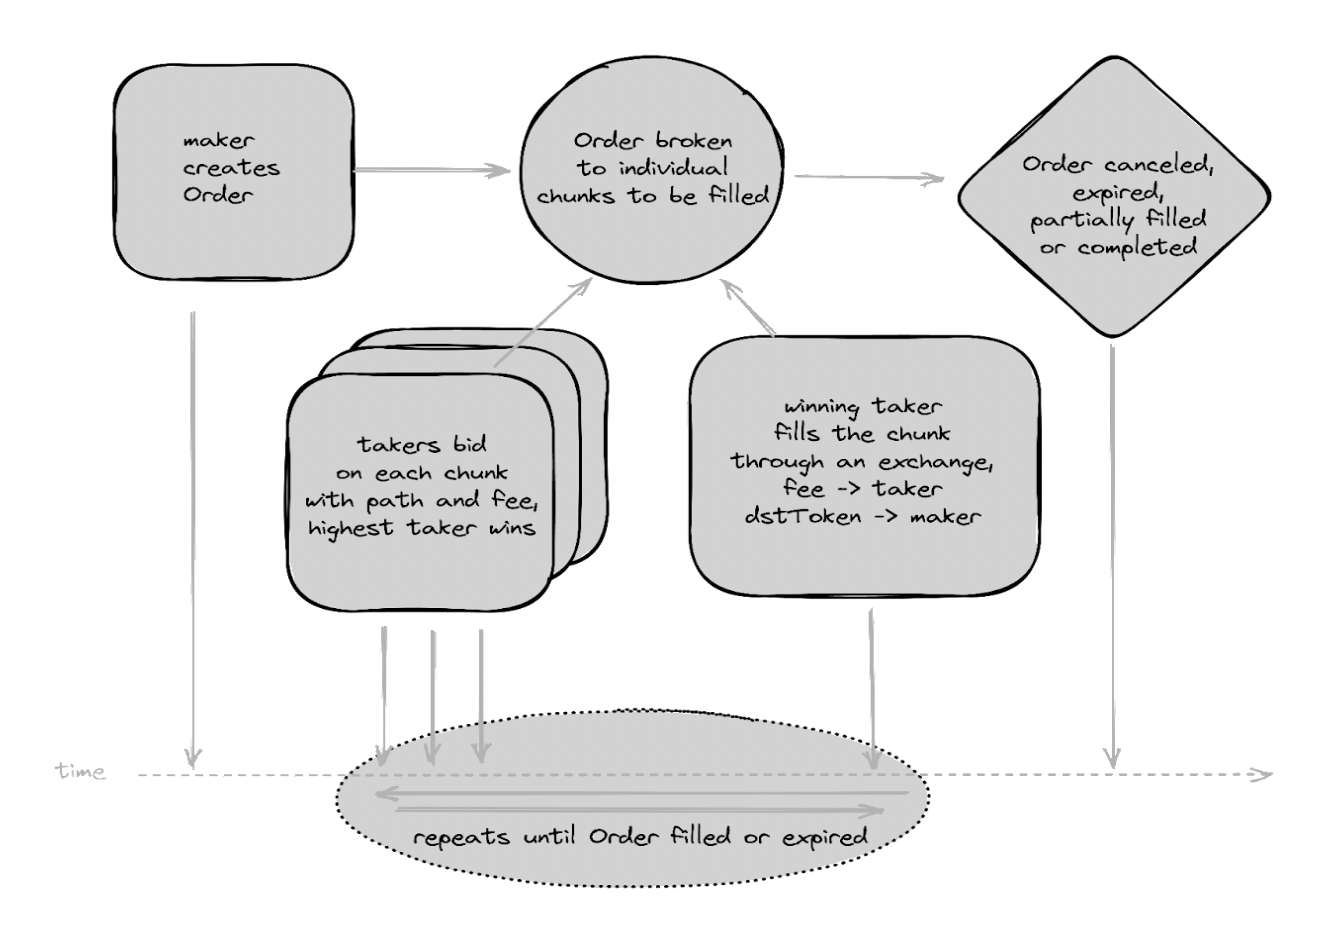 maker
creates
Order
Order broken
to individual
chunks to be filled
Order canceled,
expired,
partially filled
or completed
takers bid
on each chunk
with path and fee,
highest taker wins
winning taker
fills the chunk
through an exchange,
fee -> taker
dstToken -> maker
time
repeats until Order filled or expired